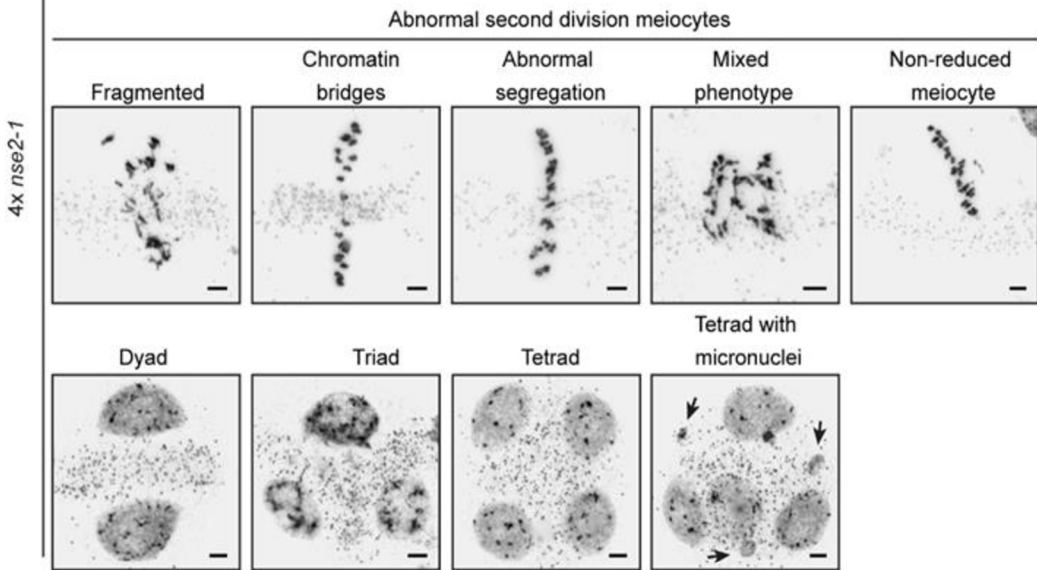 Abnormal second division meiocytes
Fragmented
Chromatin
bridges
Abnormal
segregation
Mixed
phenotype
Non-reduced
meiocyte
4x nse2-1
Dyad
Triad
Tetrad
Tetrad with
micronuclei